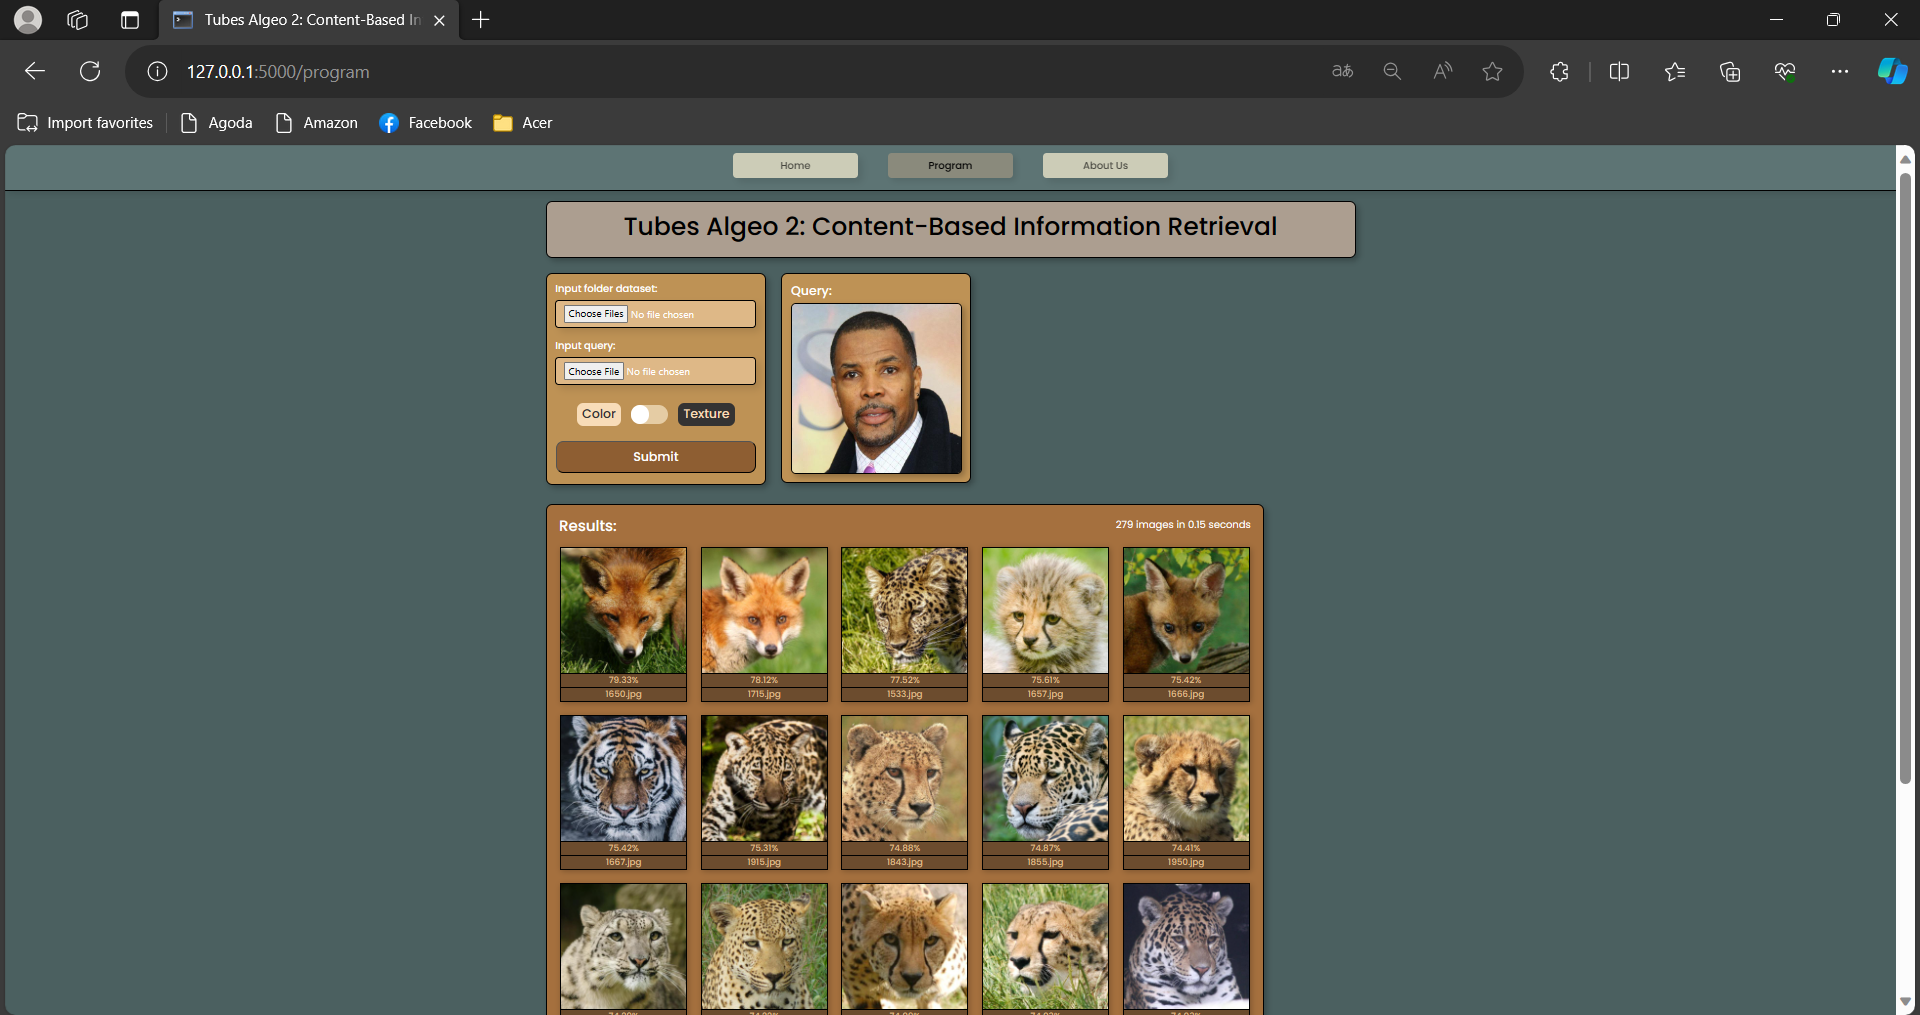 Tubes Algeo 2: Content-Based In
127.0.0.1:5000/program
Import favorites
Agoda
Amazon
Facebook
Acer
Home
Program
About Us
Tubes Algeo 2: Content-Based Information Retrieval
Input folder dataset:
Choose Files No file chosen
Input query:
Choose File No file chosen
Color
Texture
Submit
Query:
Results:
279 images in 0.15 seconds
79.33% 78.12% 77.52% 75.61% 75.42%
1650.jpg 1715.jpg 1533.jpg 1657.jpg 1666.jpg
75.42% 75.31% 74.88% 74.87% 74.41%
1667.jpg 1915.jpg 1843.jpg 1855.jpg 1950.jpg